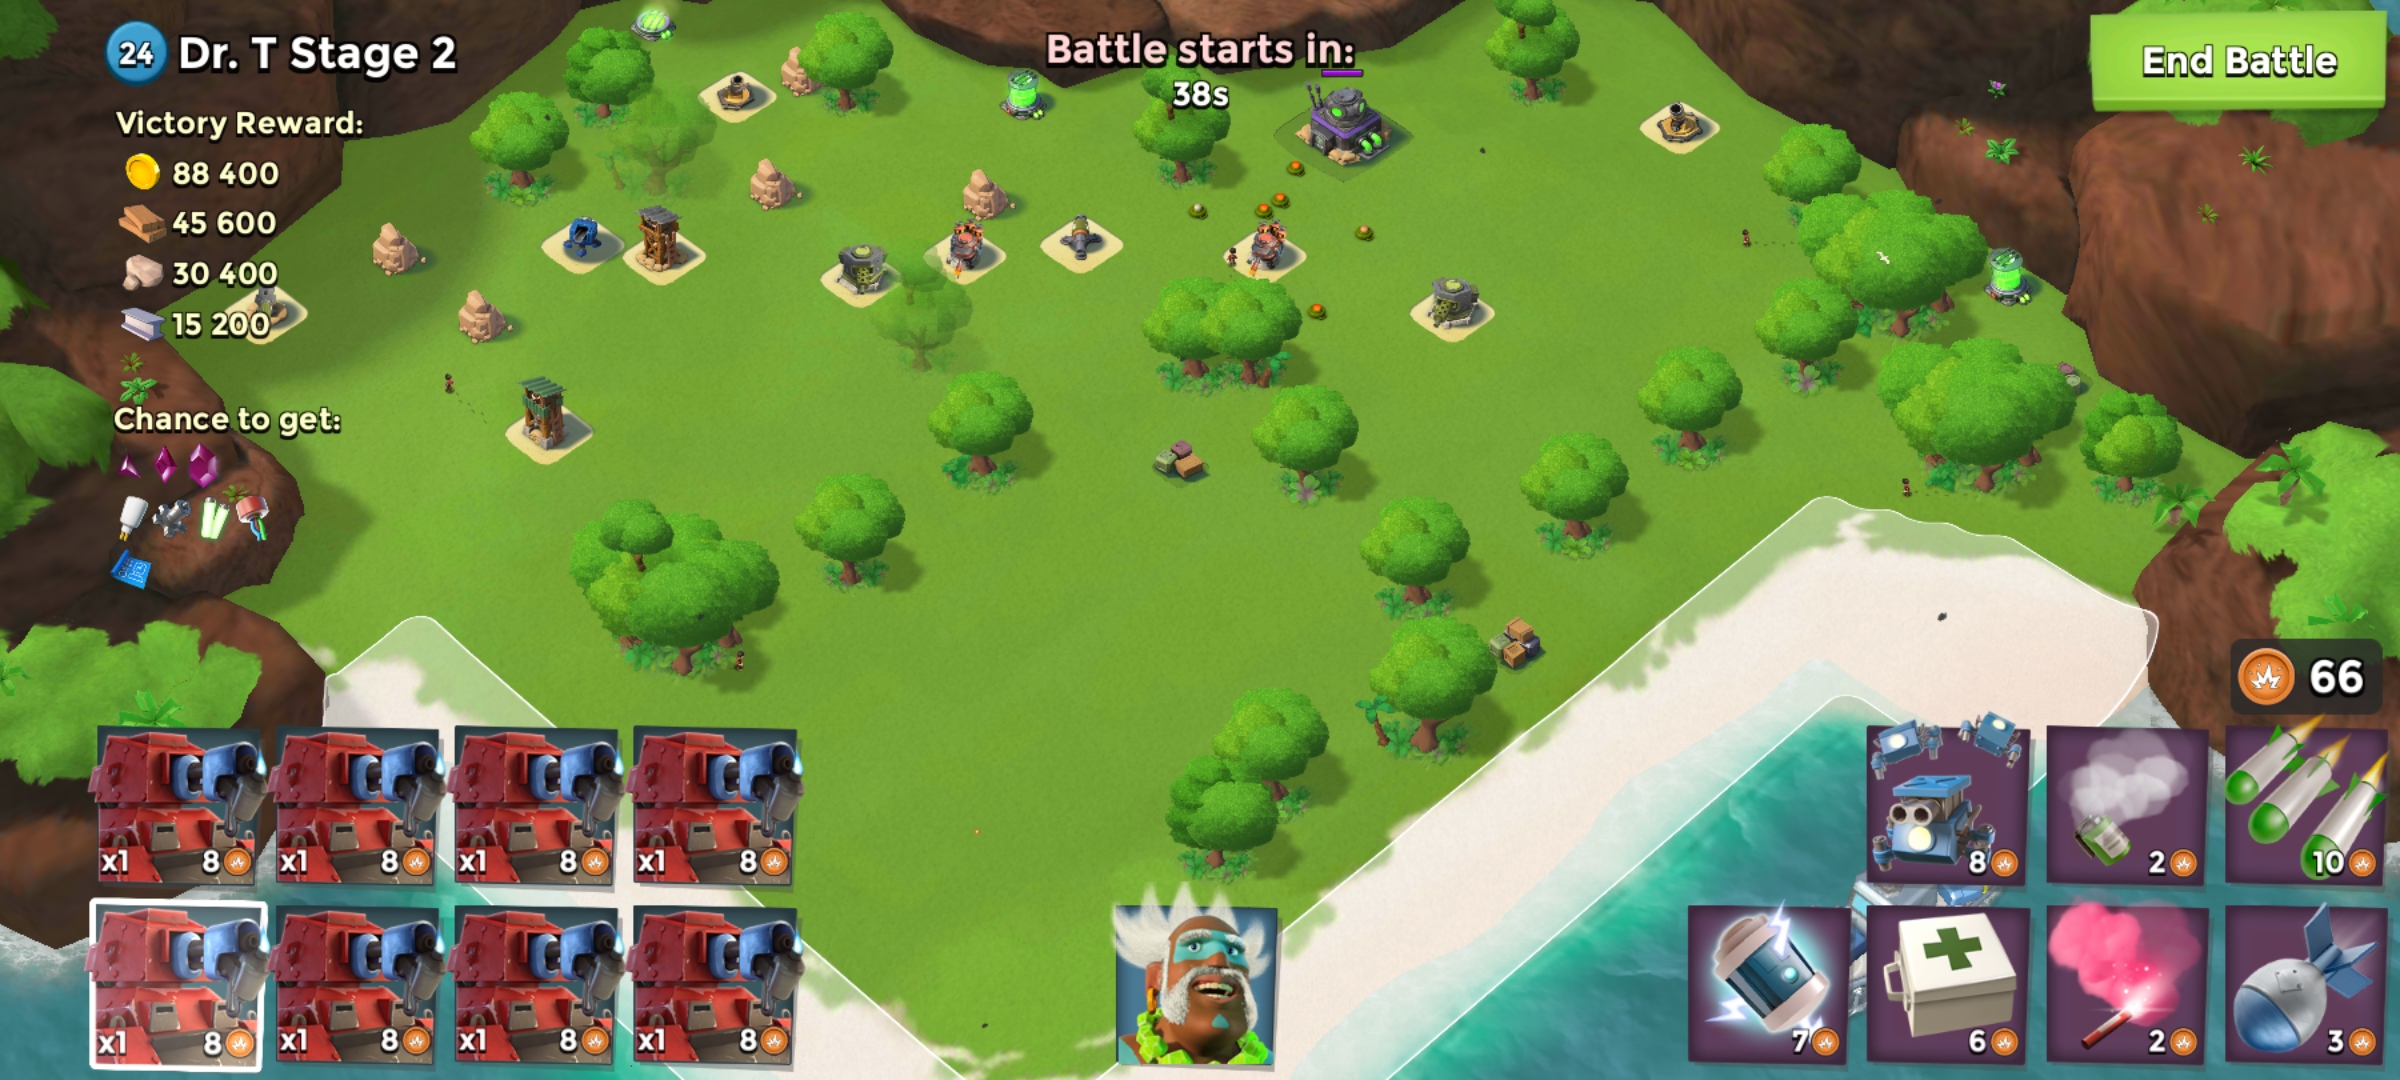 24 Dr. T Stage 2
Battle starts in:
38s
End Battle
Victory Reward:
88 400
45 600
30 400
15 200
Chance to get:
66
x1 8
x1 8
x1 8
x1 8
8
2
10
x1 8
x1 8
x1 8
x1 8
7
6
2
3